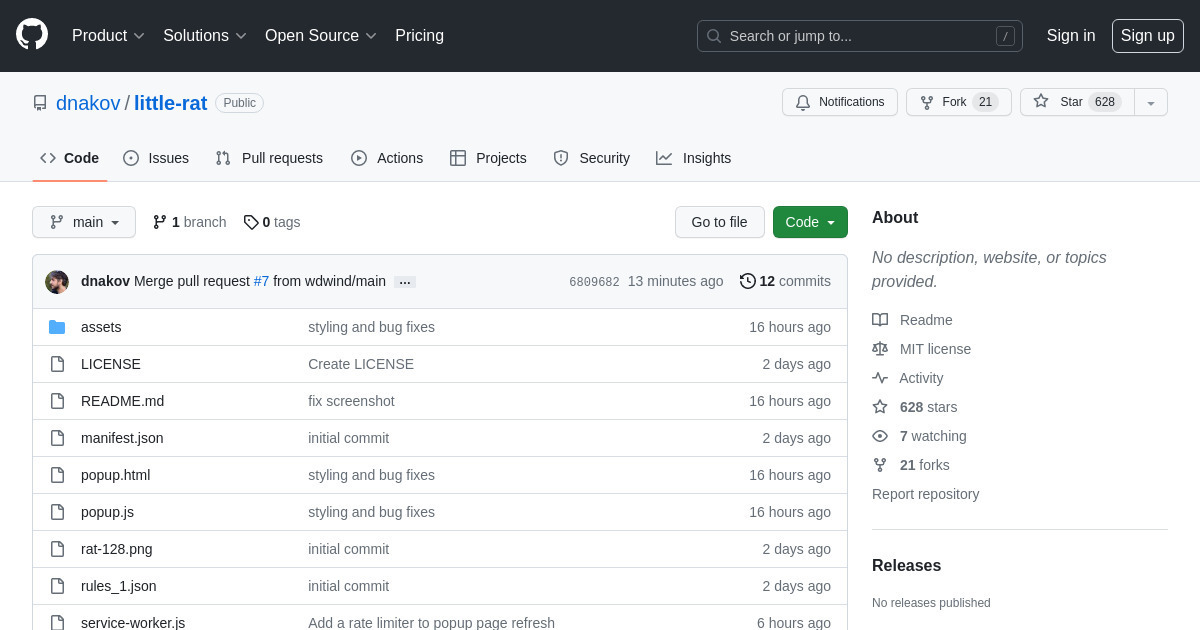 Product Solutions Open Source Pricing Search or jump to... / Sign in Sign up
dnakov / little-rat Public Notifications Fork 21 Star 628
Code Issues Pull requests Actions Projects Security Insights
main 1 branch 0 tags Go to file Code
dnakov Merge pull request #7 from wdwind/main ... 6809682 13 minutes ago 12 commits
assets styling and bug fixes 16 hours ago
LICENSE Create LICENSE 2 days ago
README.md fix screenshot 16 hours ago
manifest.json initial commit 2 days ago
popup.html styling and bug fixes 16 hours ago
popup.js styling and bug fixes 16 hours ago
rat-128.png initial commit 2 days ago
rules_1.json initial commit 2 days ago
service-worker.js Add a rate limiter to popup page refresh 6 hours ago
About
No description, website, or topics
provided.
Readme
MIT license
Activity
628 stars
7 watching
21 forks
Report repository
Releases
No releases published